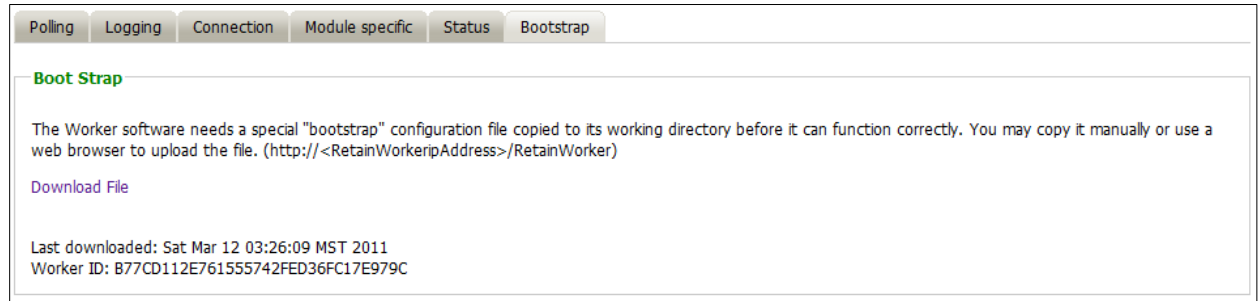 Polling Logging Connection Module specific Status Bootstrap
Boot Strap
The Worker software needs a special "bootstrap" configuration file copied to its working directory before it can function correctly. You may copy it manually or use a
web browser to upload the file. (http://<RetainWorkeripAddress>/RetainWorker)
Download File
Last downloaded: Sat Mar 12 03:26:09 MST 2011
Worker ID: B77CD112E761555742FED36FC17E979C